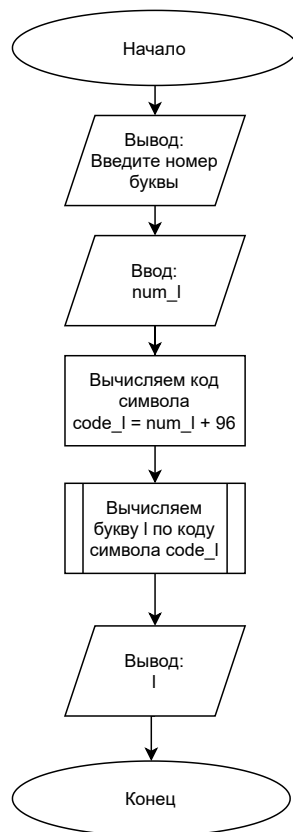 Начало
Вывод:
Введите номер
буквы
Ввод:
num_l
Вычисляем код
символа
code_l = num_l + 96
Вычисляем
букву l по коду
символа code_l
Вывод:
l
Конец